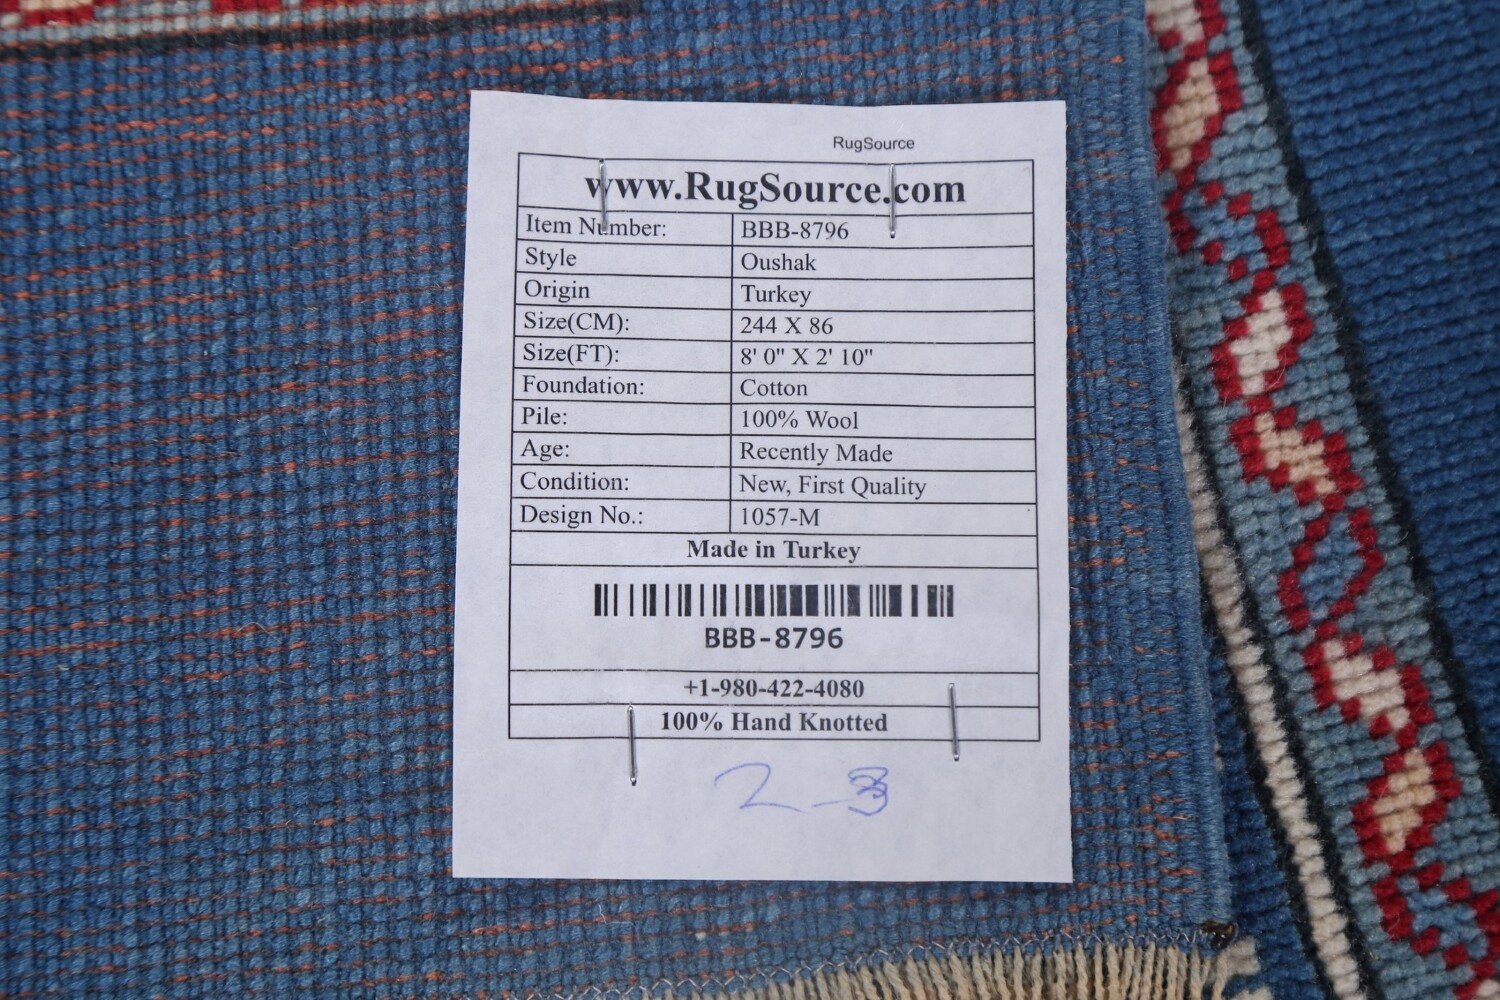 RugSource
www.RugSource.com
Item Number: BBB-8796
Style Oushak
Origin Turkey
Size(CM): 244 X 86
Size(FT): 8' 0" X 2' 10"
Foundation: Cotton
Pile: 100% Wool
Age: Recently Made
Condition: New, First Quality
Design No.: 1057-M
Made in Turkey
BBB-8796
+1-980-422-4080
100% Hand Knotted
2-3